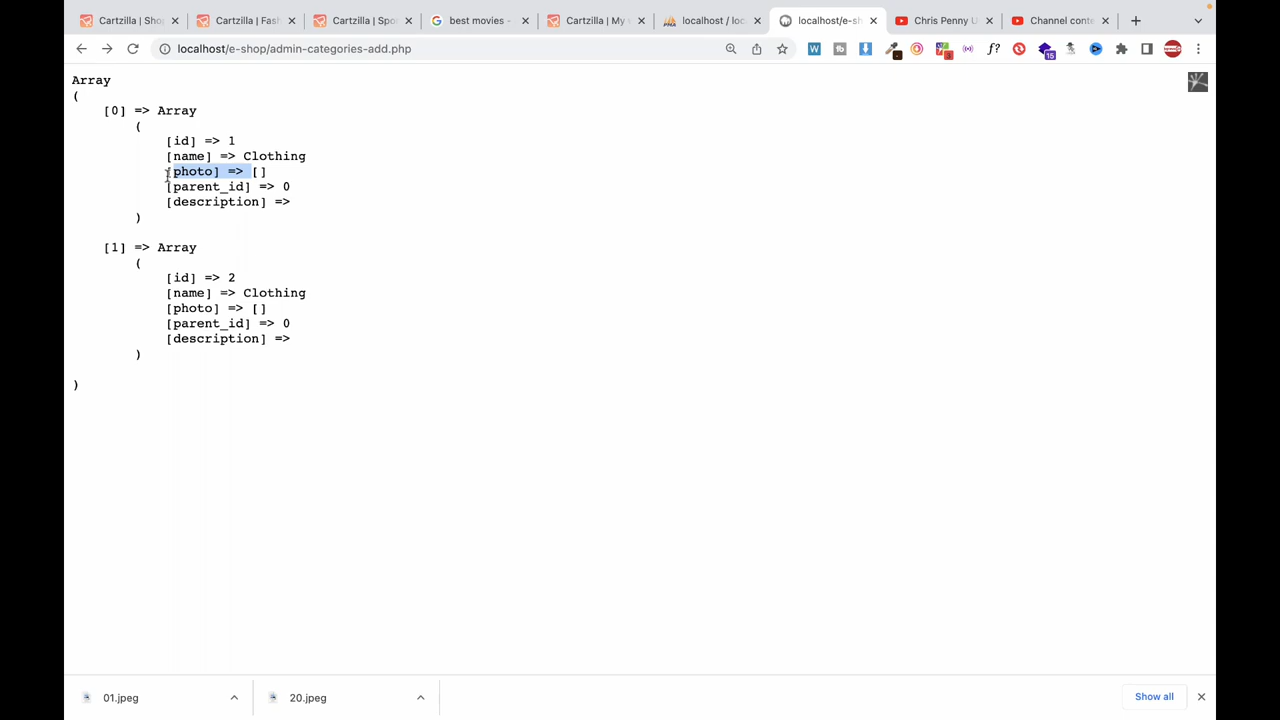 Cartzilla | Sho
Cartzilla | Fash
Cartzilla | Spo
best movies -
Cartzilla | My
localhost / loc
localhost/e-sh
Chris Penny U
Channel conte
localhost/e-shop/admin-categories-add.php
Array
(
[0] => Array
(
[id] => 1
[name] => Clothing
[photo] => []
[parent_id] => 0
[description] =>
)
[1] => Array
(
[id] => 2
[name] => Clothing
[photo] => []
[parent_id] => 0
[description] =>
)
)
01.jpeg
20.jpeg
Show all